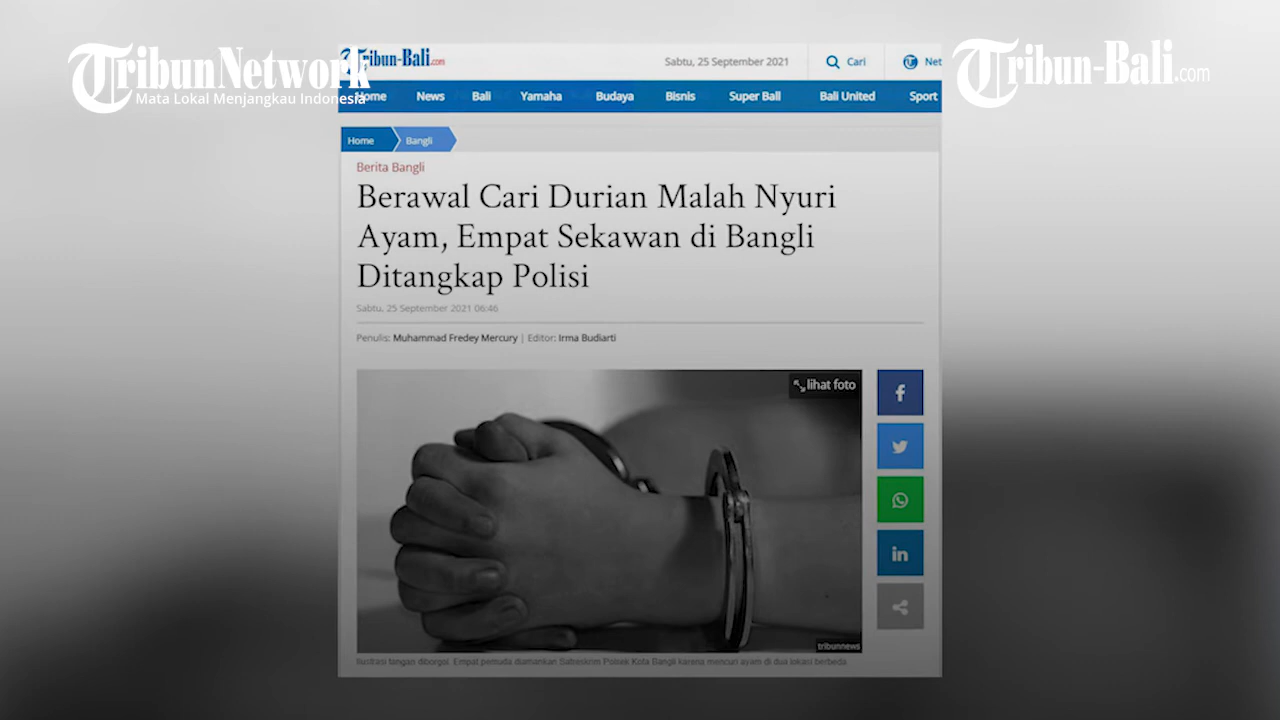 TribunNetwork
Mata Lokal Menjangkau Indonesia
Tribun-Bali.com
Tribun-Bali.com
Sabtu, 25 September 2021
Cari
Net
Home News Bali Yamaha Budaya Bisnis Super Ball Bali United Sport
Home Bangli
Berita Bangli
Berawal Cari Durian Malah Nyuri
Ayam, Empat Sekawan di Bangli
Ditangkap Polisi
Sabtu, 25 September 2021 06:46
Penulis: Muhammad Fredey Mercury | Editor: Irma Budiarti
lihat foto
tribunnews
Ilustrasi tangan diborgol. Empat pemuda diamankan Satreskrim Polsek Kota Bangli karena mencuri ayam di dua lokasi berbeda